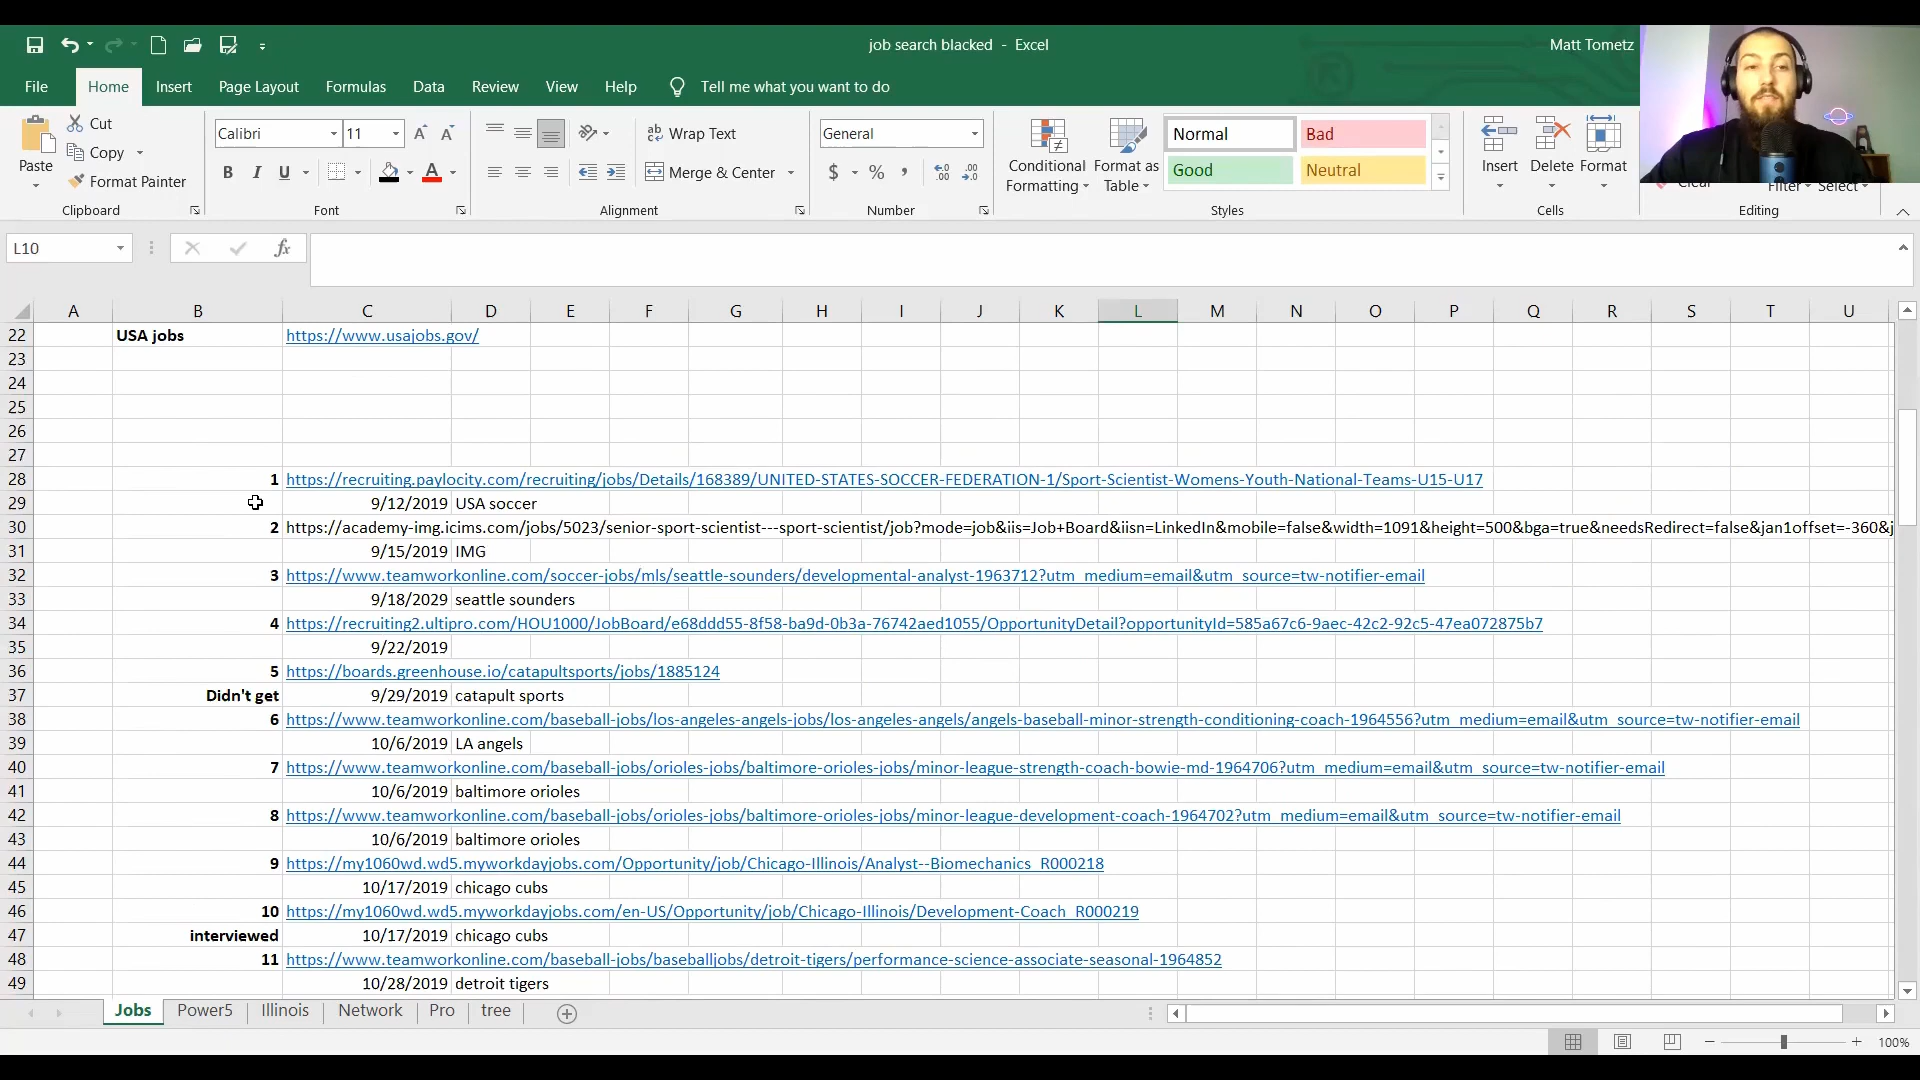 job search blacked - Excel
Matt Tometz
File Home Insert Page Layout Formulas Data Review View Help Tell me what you want to do
Paste
Cut
Copy
Format Painter
Clipboard
Calibri 11
B I U
Font
Wrap Text
Merge & Center
Alignment
General
$ % ,
Number
Conditional Formatting
Format as Table
Normal Bad
Good Neutral
Styles
Insert Delete Format
Cells
Clear Filter Select
Editing
L10
fx
A B C D E F G H I J K L M N O P Q R S T U
22 USA jobs https://www.usajobs.gov/
23
24
25
26
27
28 1 https://recruiting.paylocity.com/recruiting/jobs/Details/168389/UNITED-STATES-SOCCER-FEDERATION-1/Sport-Scientist-Womens-Youth-National-Teams-U15-U17
29 9/12/2019 USA soccer
30 2 https://academy-img.icims.com/jobs/5023/senior-sport-scientist---sport-scientist/job?mode=job&iis=Job+Board&iisn=LinkedIn&mobile=false&width=1091&height=500&bga=true&needsRedirect=false&jan1offset=-360&j
31 9/15/2019 IMG
32 3 https://www.teamworkonline.com/soccer-jobs/mls/seattle-sounders/developmental-analyst-1963712?utm_medium=email&utm_source=tw-notifier-email
33 9/18/2029 seattle sounders
34 4 https://recruiting2.ultipro.com/HOU1000/JobBoard/e68ddd55-8f58-ba9d-0b3a-76742aed1055/OpportunityDetail?opportunityId=585a67c6-9aec-42c2-92c5-47ea072875b7
35 9/22/2019
36 5 https://boards.greenhouse.io/catapultsports/jobs/1885124
37 Didn't get 9/29/2019 catapult sports
38 6 https://www.teamworkonline.com/baseball-jobs/los-angeles-angels-jobs/los-angeles-angels/angels-baseball-minor-strength-conditioning-coach-1964556?utm_medium=email&utm_source=tw-notifier-email
39 10/6/2019 LA angels
40 7 https://www.teamworkonline.com/baseball-jobs/orioles-jobs/baltimore-orioles-jobs/minor-league-strength-coach-bowie-md-1964706?utm_medium=email&utm_source=tw-notifier-email
41 10/6/2019 baltimore orioles
42 8 https://www.teamworkonline.com/baseball-jobs/orioles-jobs/baltimore-orioles-jobs/minor-league-development-coach-1964702?utm_medium=email&utm_source=tw-notifier-email
43 10/6/2019 baltimore orioles
44 9 https://my1060wd.wd5.myworkdayjobs.com/Opportunity/job/Chicago-Illinois/Analyst--Biomechanics_R000218
45 10/17/2019 chicago cubs
46 10 https://my1060wd.wd5.myworkdayjobs.com/en-US/Opportunity/job/Chicago-Illinois/Development-Coach_R000219
47 interviewed 10/17/2019 chicago cubs
48 11 https://www.teamworkonline.com/baseball-jobs/baseballjobs/detroit-tigers/performance-science-associate-seasonal-1964852
49 10/28/2019 detroit tigers
Jobs Power5 Illinois Network Pro tree
100%